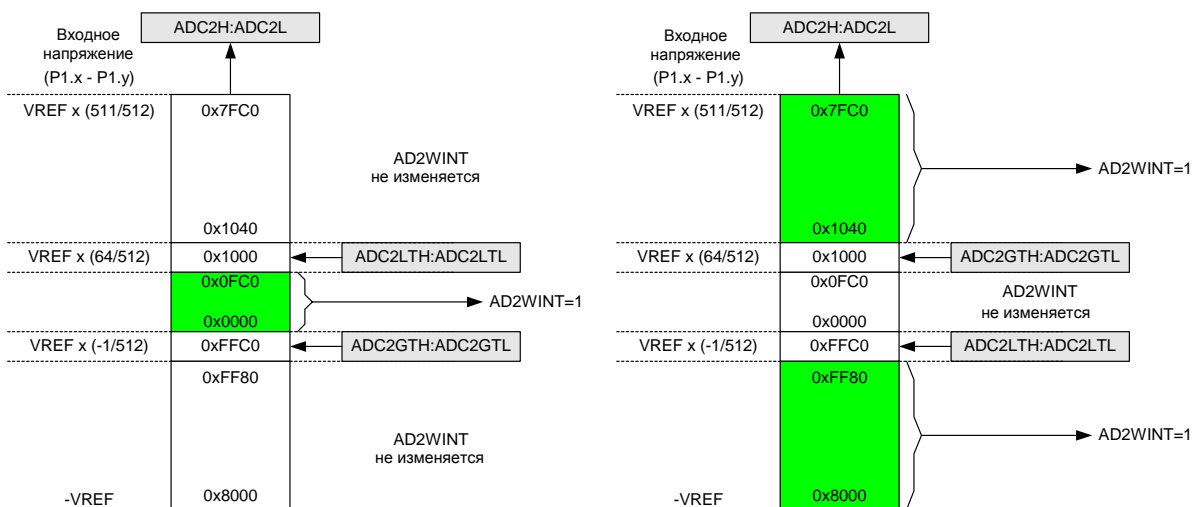 ADC2H:ADC2L
Входное
напряжение
(P1.x - P1.y)
VREF x (511/512)
0x7FC0
AD2WINT
не изменяется
0x1040
VREF x (64/512)
0x1000
ADC2LTH:ADC2LTL
0x0FC0
AD2WINT=1
0x0000
VREF x (-1/512)
0xFFC0
ADC2GTH:ADC2GTL
0xFF80
AD2WINT
не изменяется
-VREF
0x8000
ADC2H:ADC2L
Входное
напряжение
(P1.x - P1.y)
VREF x (511/512)
0x7FC0
AD2WINT=1
0x1040
VREF x (64/512)
0x1000
ADC2GTH:ADC2GTL
0x0FC0
AD2WINT
не изменяется
0x0000
VREF x (-1/512)
0xFFC0
ADC2LTH:ADC2LTL
0xFF80
AD2WINT=1
-VREF
0x8000